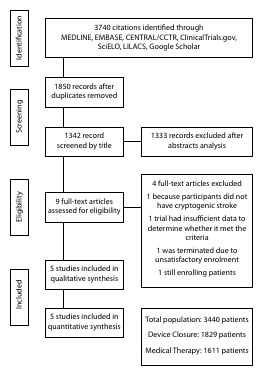 Identification
3740 citations identified through
MEDLINE, EMBASE, CENTRAL/CCTR, ClinicalTrials.gov,
SciELO, LILACS, Google Scholar
Screening
1850 records after
duplicates removed
1342 record
screened by title
1333 records excluded after
abstracts analysis
Eligibility
9 full-text articles
assessed for eligibility
4 full-text articles excluded
1 because participants did not
have cryptogenic stroke
1 trial had insufficient data to
determine whether it met the
criteria
1 was terminated due to
unsatisfactory enrolment
1 still enrolling patients
Included
5 studies included in
qualitative synthesis
5 studies included in
quantitative synthesis
Total population: 3440 patients
Device Closure: 1829 patients
Medical Therapy: 1611 patients